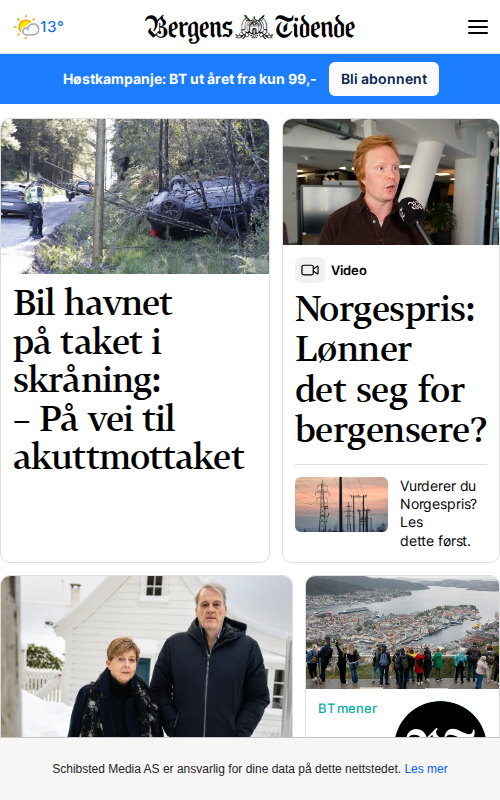 13°
Bergens Tidende
Høstkampanje: BT ut året fra kun 99,-
Bli abonnent
Bil havnet
på taket i
skråning:
– På vei til
akuttmottaket
Video
Norgespris:
Lønner
det seg for
bergensere?
Vurderer du
Norgespris?
Les
dette først.
BT mener
Schibsted Media AS er ansvarlig for dine data på dette nettstedet. Les mer